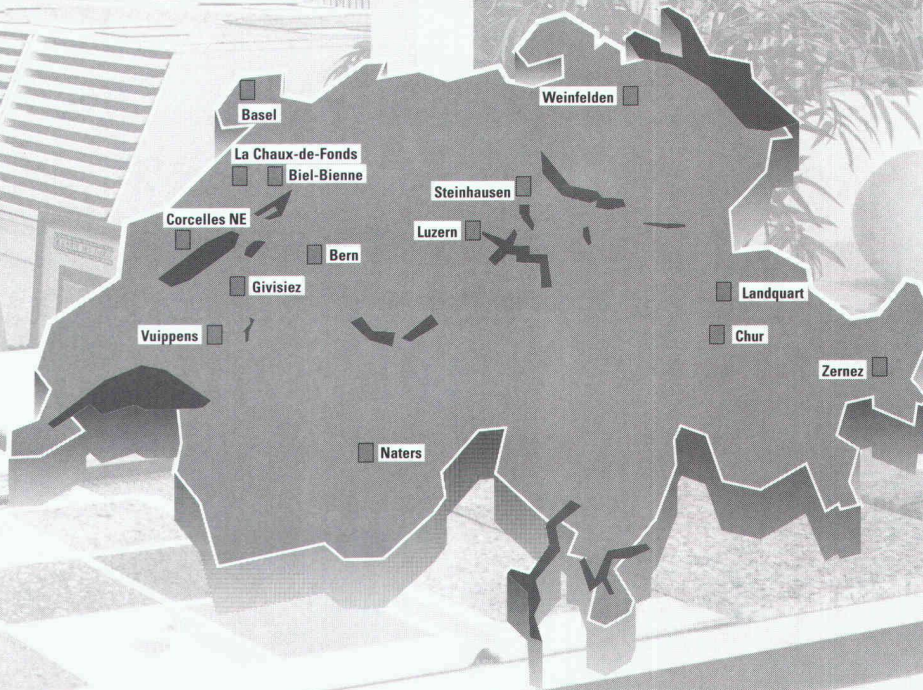 Basel
Weinfelden
La Chaux-de-Fonds
Biel-Bienne
Steinhausen
Corcelles NE
Luzern
Bern
Givisiez
Landquart
Vuippens
Chur
Zernez
Naters